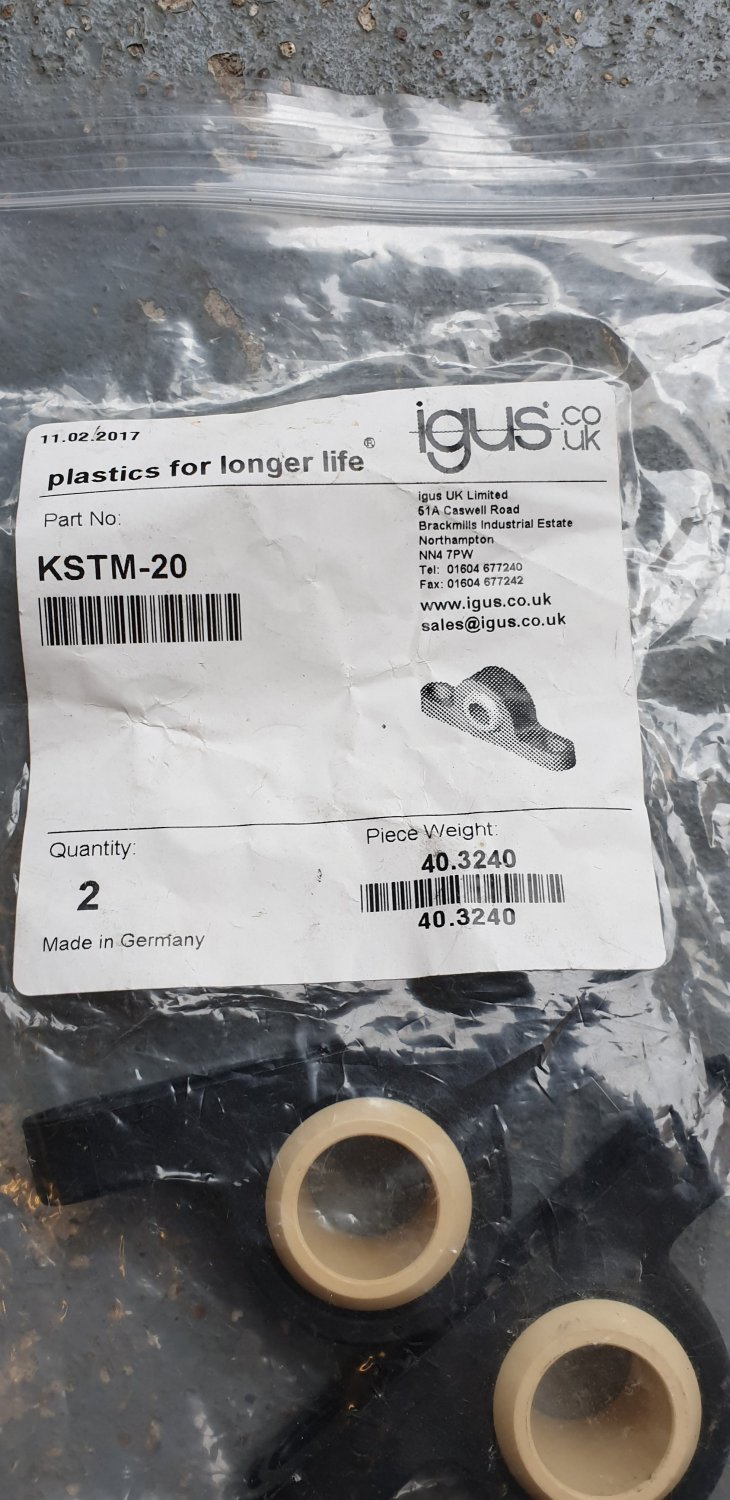 11.02.2017
plastics for longer life®
igus® .co .uk
Part No:
KSTM-20
igus UK Limited
51A Caswell Road
Brackmills Industrial Estate
Northampton
NN4 7PW
Tel: 01604 677240
Fax: 01604 677242
www.igus.co.uk
sales@igus.co.uk
Quantity:
2
Made in Germany
Piece Weight:
40.3240
40.3240